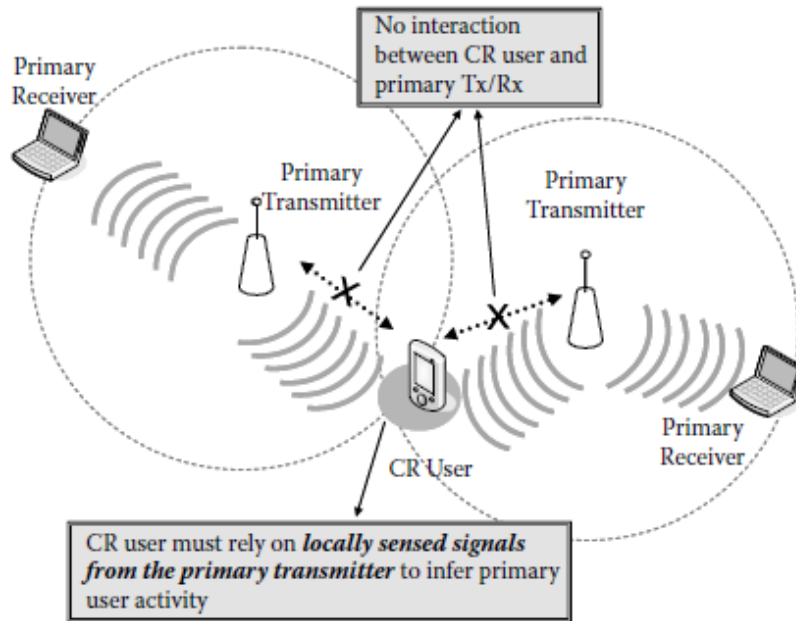 No interaction
between CR user and
primary Tx/Rx
Primary
Receiver
Primary
Transmitter
Primary
Transmitter
X
X
CR User
Primary
Receiver
CR user must rely on locally sensed signals
from the primary transmitter to infer primary
user activity